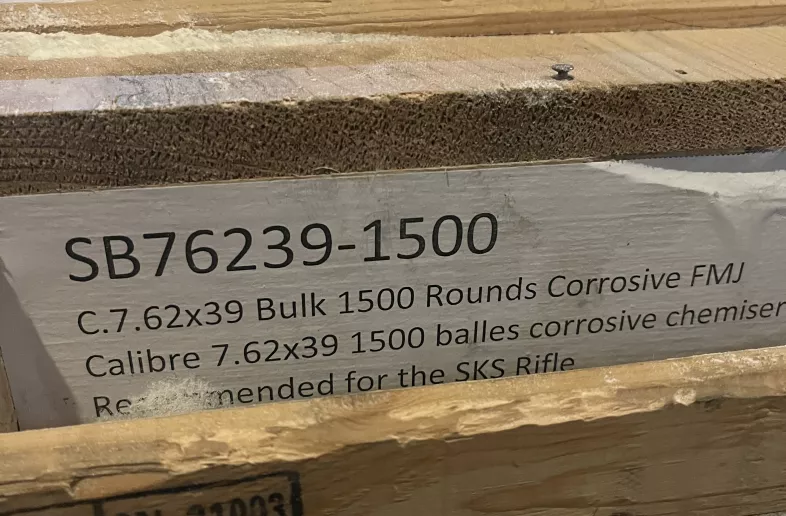 SB76239-1500
C.7.62x39 Bulk 1500 Rounds Corrosive FMJ
Calibre 7.62x39 1500 balles corrosive chemiser
for the SKS Rifle